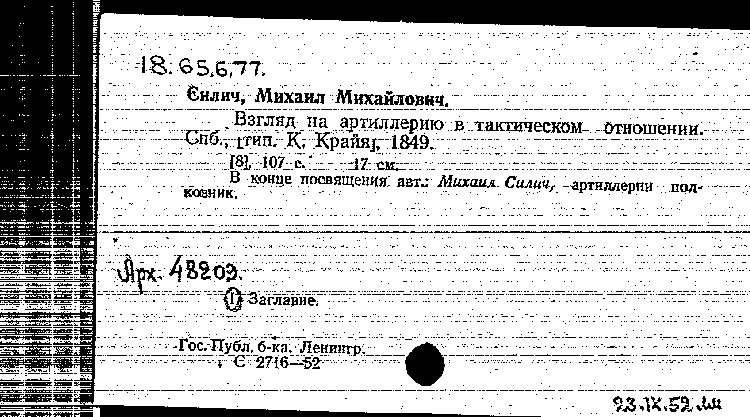 18.65.6.77.
Силич, Михаил Михайлович.
Взгляд на артиллерию в тактическом отношении.
Спб., [тип. К. Крайя], 1849.
[8], 107 с. 17 см.
В конце посвящения авт.: Михаил Силич, артиллерии пол-
ковник.
Арх. 48209.
I. Заглавие.
Гос. Публ. б-ка. Ленингр.
С 2716—52
23.IX.52